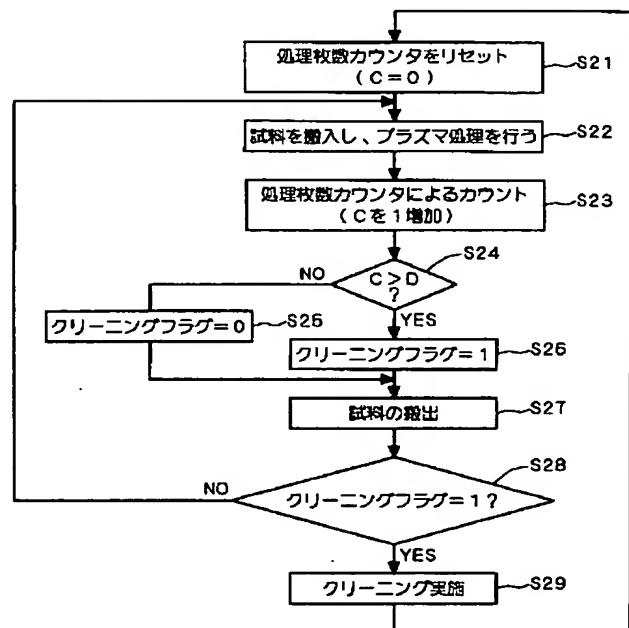 処理枚数カウンタをリセット
(C=0)
S21
試料を搬入し、プラズマ処理を行う
S22
処理枚数カウンタによるカウント
(Cを1増加)
S23
S24
C>D
?
NO
YES
クリーニングフラグ=0
S25
クリーニングフラグ=1
S26
試料の搬出
S27
S28
クリーニングフラグ=1?
NO
YES
クリーニング実施
S29